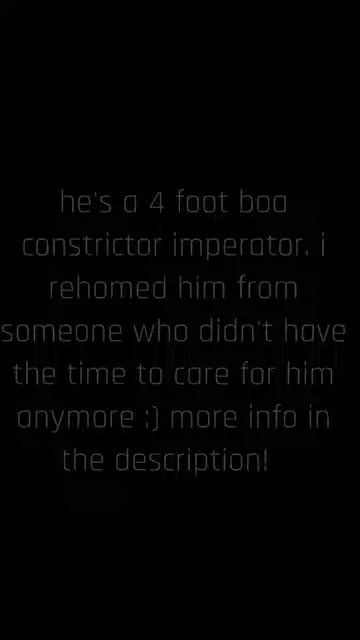 he's a 4 foot boa
constrictor imperator. i
rehomed him from
someone who didn't have
the time to care for him
anymore :) more info in
the description!